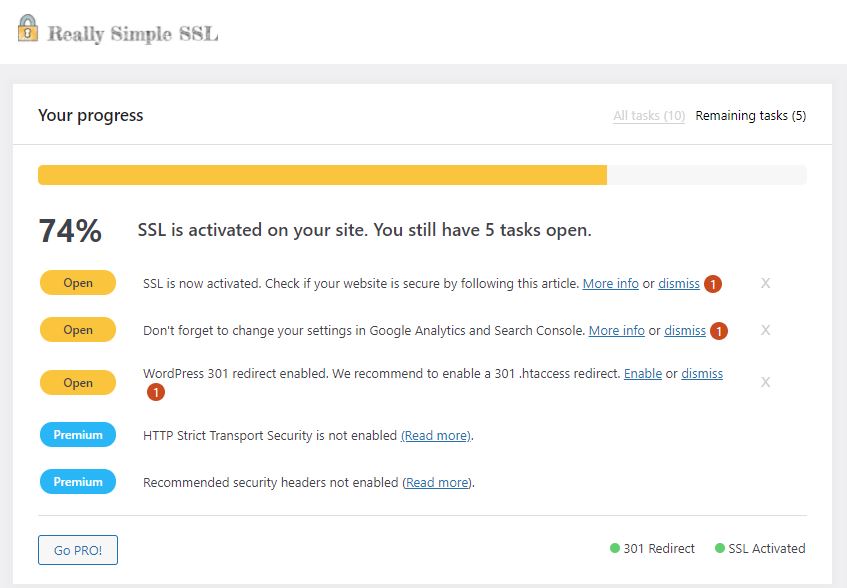 Really Simple SSL
Your progress
All tasks (10) Remaining tasks (5)
74% SSL is activated on your site. You still have 5 tasks open.
Open SSL is now activated. Check if your website is secure by following this article. More info or dismiss 1 X
Open Don't forget to change your settings in Google Analytics and Search Console. More info or dismiss 1 X
Open WordPress 301 redirect enabled. We recommend to enable a 301 .htaccess redirect. Enable or dismiss X
1
Premium HTTP Strict Transport Security is not enabled (Read more).
Premium Recommended security headers not enabled (Read more).
Go PRO! 301 Redirect SSL Activated